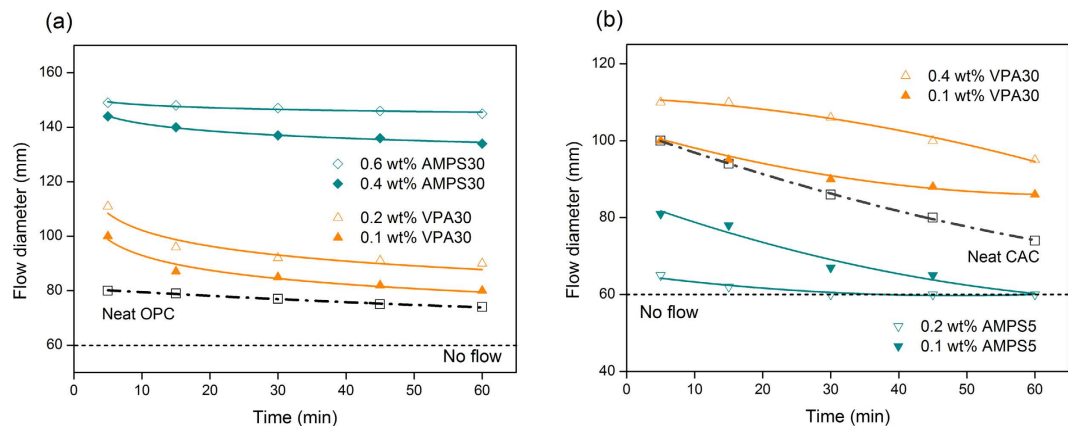 (a)
160
140
120
100
80
60
Flow diameter (mm)
0.6 wt% AMPS30
0.4 wt% AMPS30
0.2 wt% VPA30
0.1 wt% VPA30
Neat OPC
No flow
0 10 20 30 40 50 60
Time (min)
(b)
120
100
80
60
40
Flow diameter (mm)
0.4 wt% VPA30
0.1 wt% VPA30
Neat CAC
No flow
0.2 wt% AMPS5
0.1 wt% AMPS5
0 10 20 30 40 50 60
Time (min)